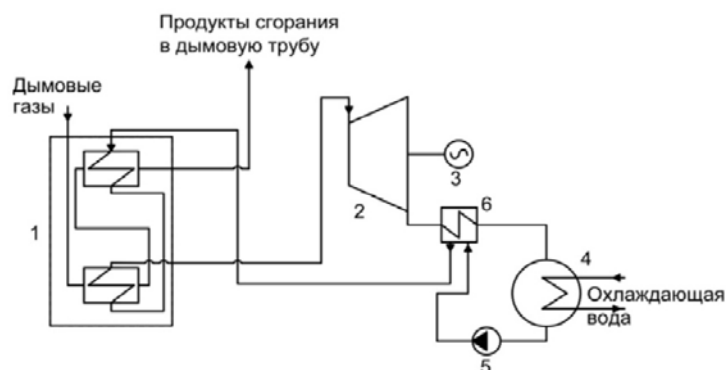 Продукты сгорания
в дымовую трубу
Дымовые
газы
1
2
3
6
4
Охлаждающая
вода
5